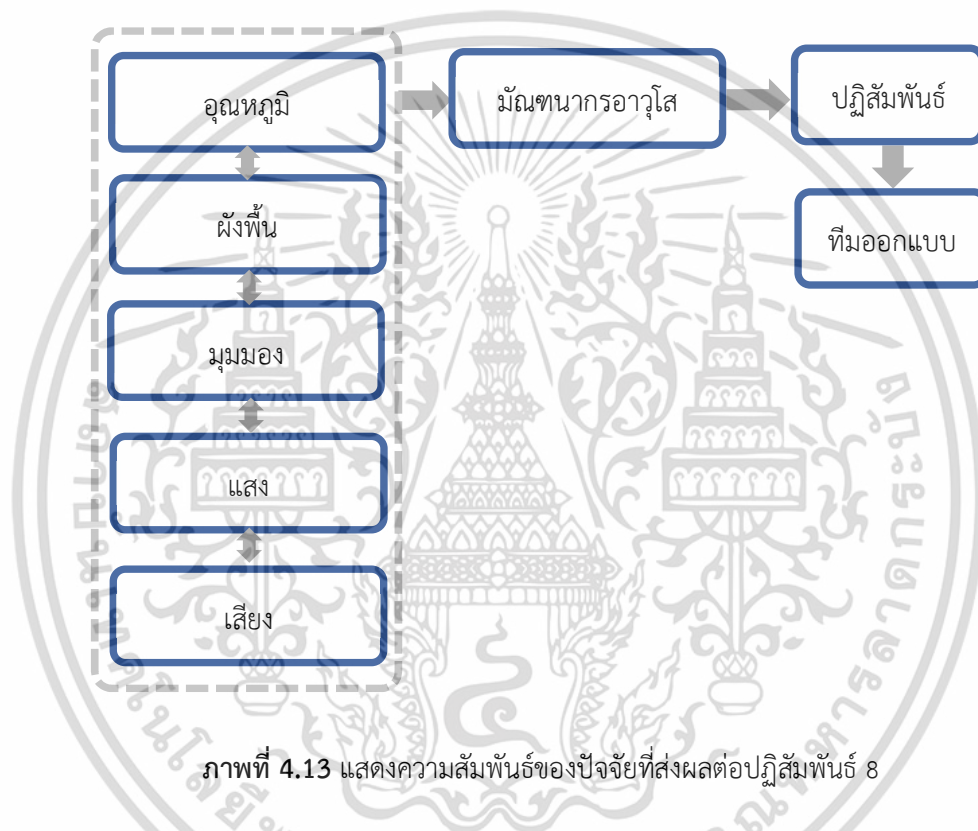 อุณหภูมิ
มัณฑนากรอาวุโส
ปฏิสัมพันธ์
ผังพื้น
ทีมออกแบบ
มุมมอง
แสง
เสียง
ภาพที่ 4.13 แสดงความสัมพันธ์ของปัจจัยที่ส่งผลต่อปฏิสัมพันธ์ 8